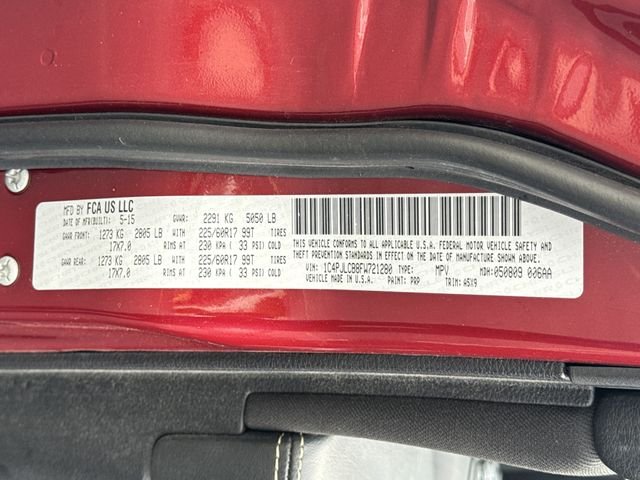 MFD BY FCA US LLC
DATE OF MFR(BUILT): 5-15 GVWR: 2291 KG 5050 LB
GAWR FRONT: 1273 KG 2805 LB 225/60R17 99T TIRES
17X7.0 RIMS AT 230 KPA ( 33 PSI) COLD
GAWR REAR: 1273 KG 2805 LB 225/60R17 99T TIRES
17X7.0 RIMS AT 230 KPA ( 33 PSI) COLD
THIS VEHICLE CONFORMS TO ALL APPLICABLE U.S.A. FEDERAL MOTOR VEHICLE SAFETY AND
THEFT PREVENTION STANDARDS IN EFFECT ON THE DATE OF MANUFACTURE SHOWN ABOVE.
VIN: 1C4PJLCB8FW721280 TYPE: MPV MDH:050809 006AA
VEHICLE MADE IN U.S.A. PAINT: PRP TRIM: A5X9